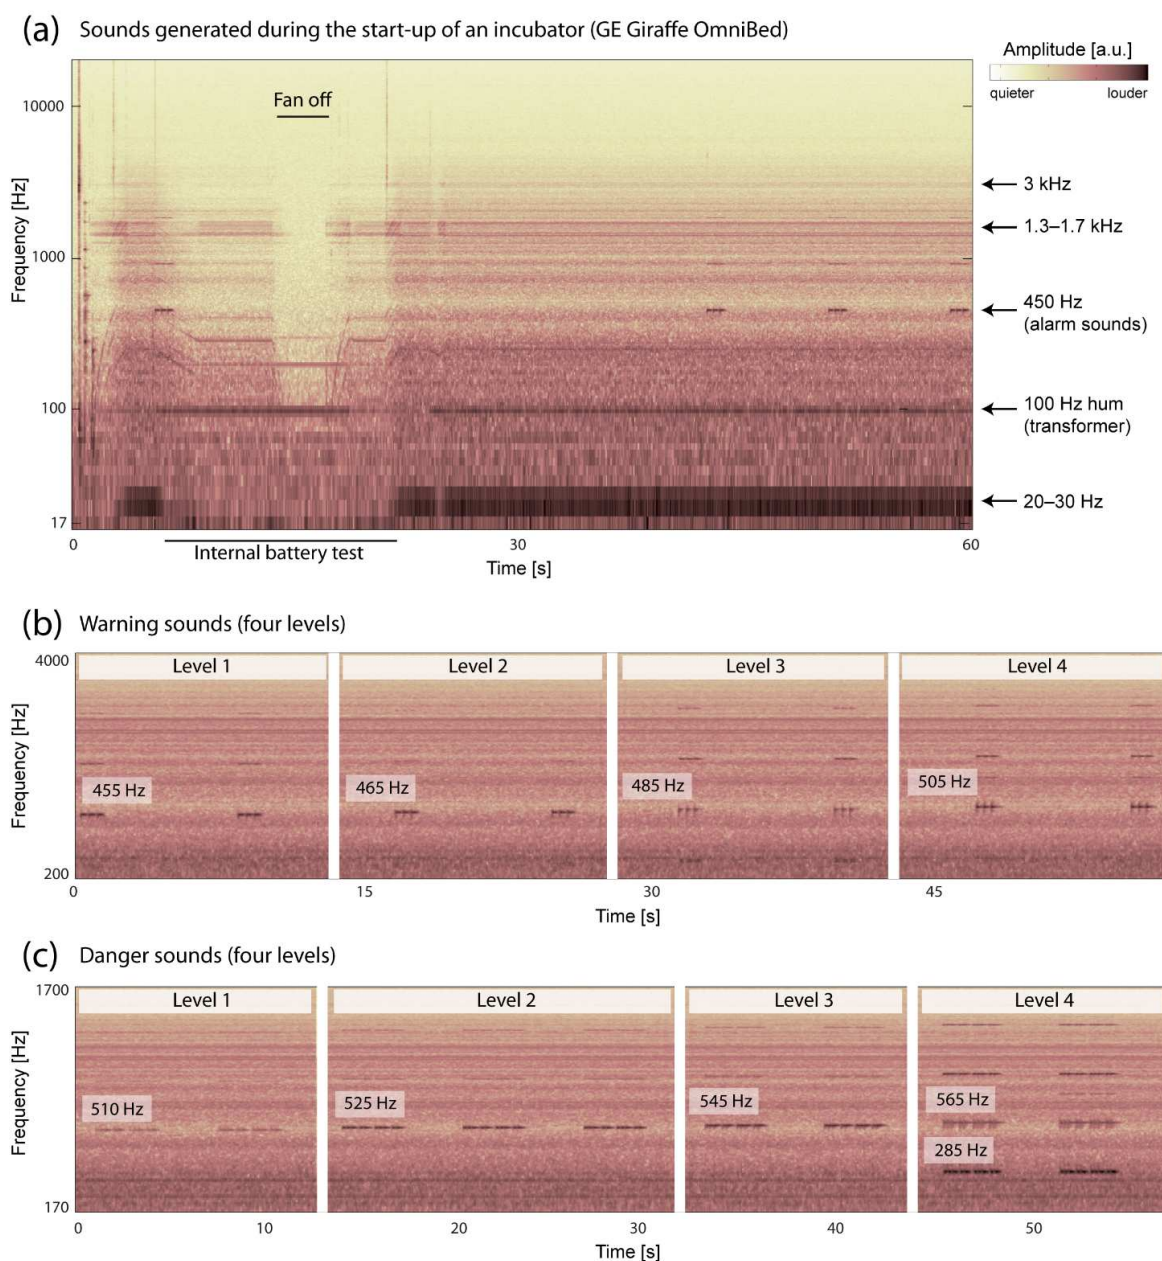 (a) Sounds generated during the start-up of an incubator (GE Giraffe OmniBed)
Amplitude [a.u.]
quieter louder
Fan off
10000
1000
100
17
Frequency [Hz]
3 kHz
1.3–1.7 kHz
450 Hz
(alarm sounds)
100 Hz hum
(transformer)
20–30 Hz
0 30 60
Internal battery test
Time [s]
(b) Warning sounds (four levels)
4000
200
Frequency [Hz]
Level 1 Level 2 Level 3 Level 4
455 Hz 465 Hz 485 Hz 505 Hz
0 15 30 45
Time [s]
(c) Danger sounds (four levels)
1700
170
Frequency [Hz]
Level 1 Level 2 Level 3 Level 4
510 Hz 525 Hz 545 Hz 565 Hz
285 Hz
0 10 20 30 40 50
Time [s]